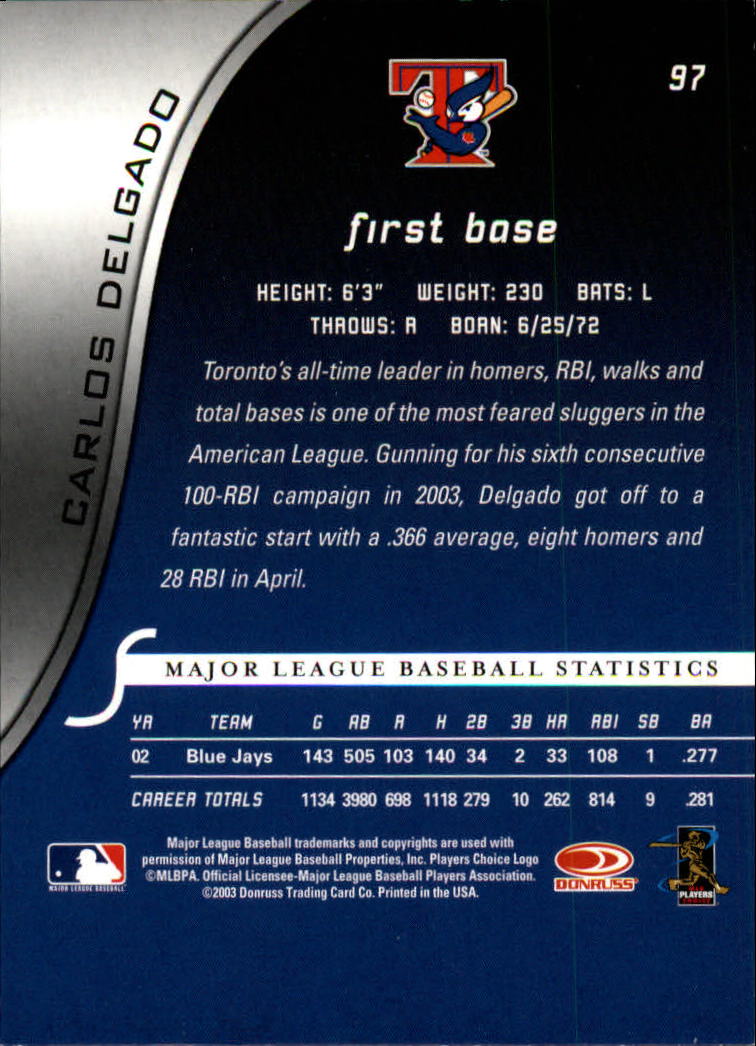 97
CARLOS DELGADO
first base
HEIGHT: 6'3" WEIGHT: 230 BATS: L
THROWS: R BORN: 6/25/72
Toronto's all-time leader in homers, RBI, walks and
total bases is one of the most feared sluggers in the
American League. Gunning for his sixth consecutive
100-RBI campaign in 2003, Delgado got off to a
fantastic start with a .366 average, eight homers and
28 RBI in April.
MAJOR LEAGUE BASEBALL STATISTICS
YR TEAM G AB R H 2B 3B HR RBI SB BA
02 Blue Jays 143 505 103 140 34 2 33 108 1 .277
CAREER TOTALS 1134 3980 698 1118 279 10 262 814 9 .281
Major League Baseball trademarks and copyrights are used with
permission of Major League Baseball Properties, Inc. Players Choice Logo
©MLBPA. Official Licensee-Major League Baseball Players Association.
©2003 Donruss Trading Card Co. Printed in the USA.
MAJOR LEAGUE BASEBALL
DONRUSS
PLAYERS
CHOICE